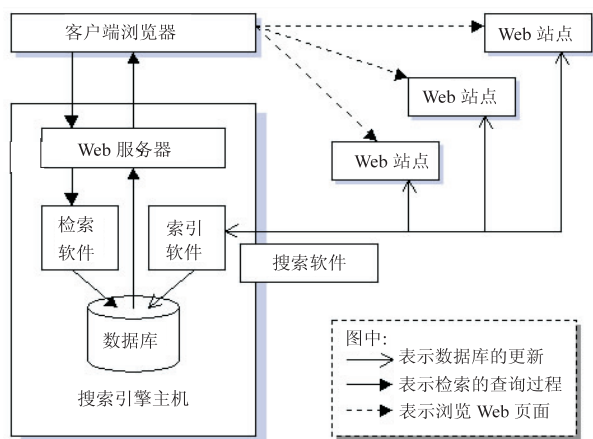 客户端浏览器
Web 站点
Web 站点
Web 站点
Web 服务器
检索
软件
索引
软件
搜索软件
数据库
搜索引擎主机
图中:
表示数据库的更新
表示检索的查询过程
表示浏览 Web 页面